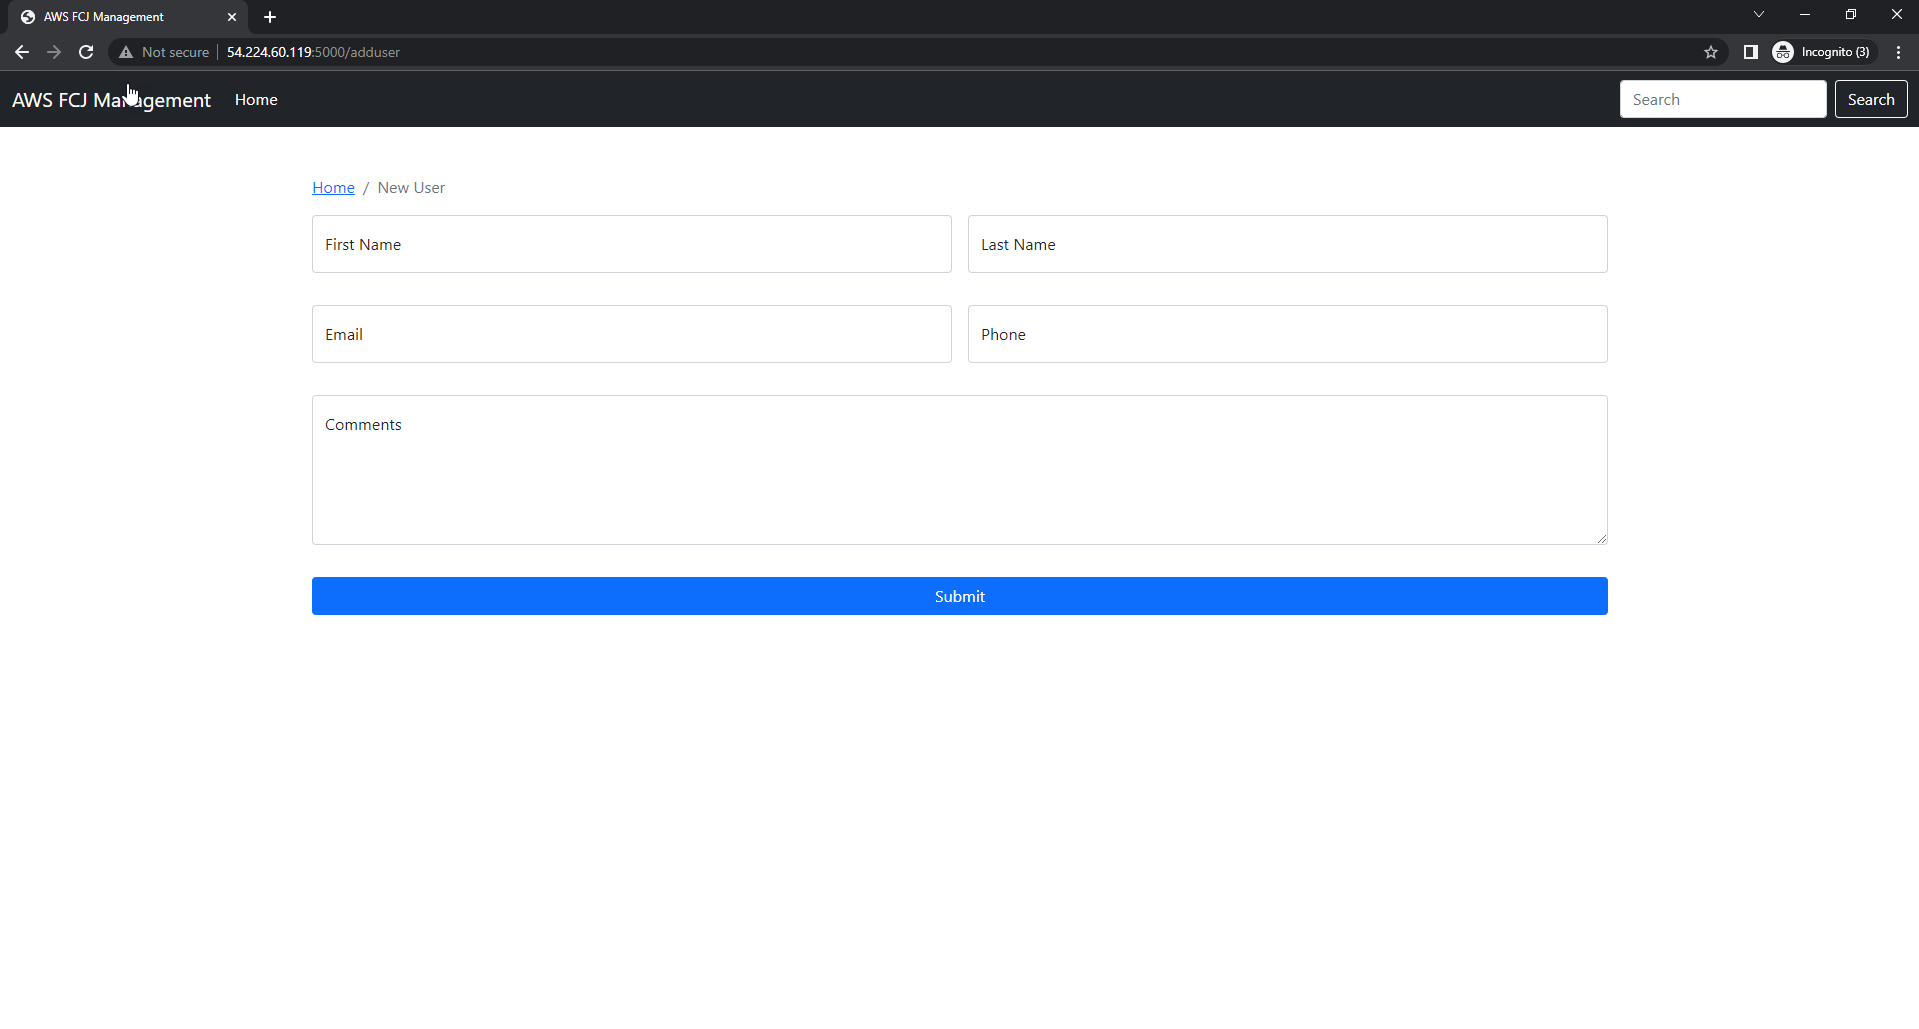 AWS FCJ Management
Not secure 54.224.60.119:5000/adduser Incognito (3)
AWS FCJ Management Home Search Search
Home / New User
First Name Last Name
Email Phone
Comments
Submit